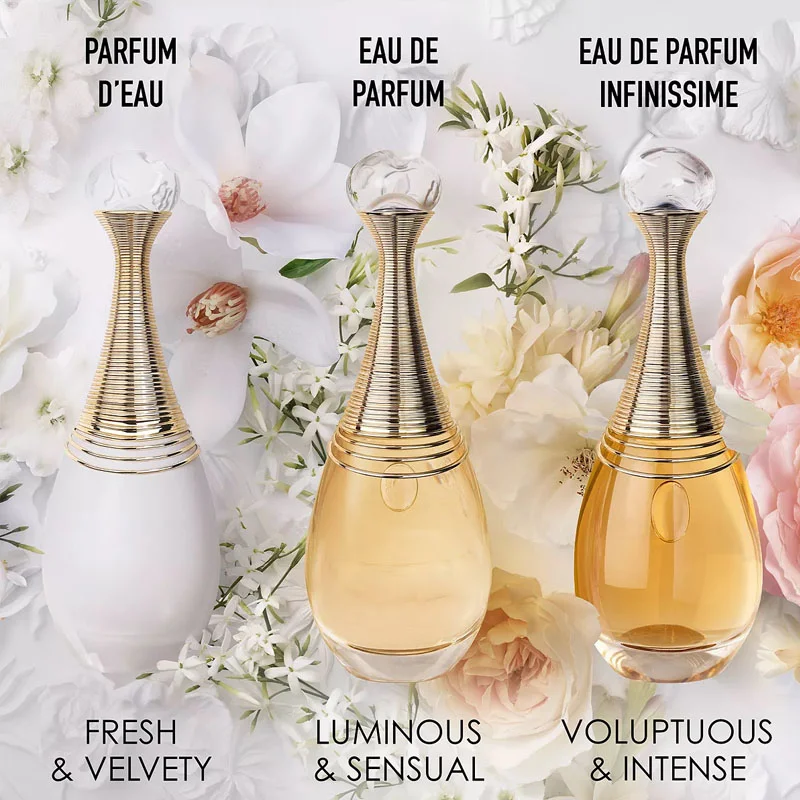 PARFUM
D’EAU
EAU DE
PARFUM
EAU DE PARFUM
INFINISSIME
FRESH
& VELVETY
LUMINOUS
& SENSUAL
VOLUPTUOUS
& INTENSE